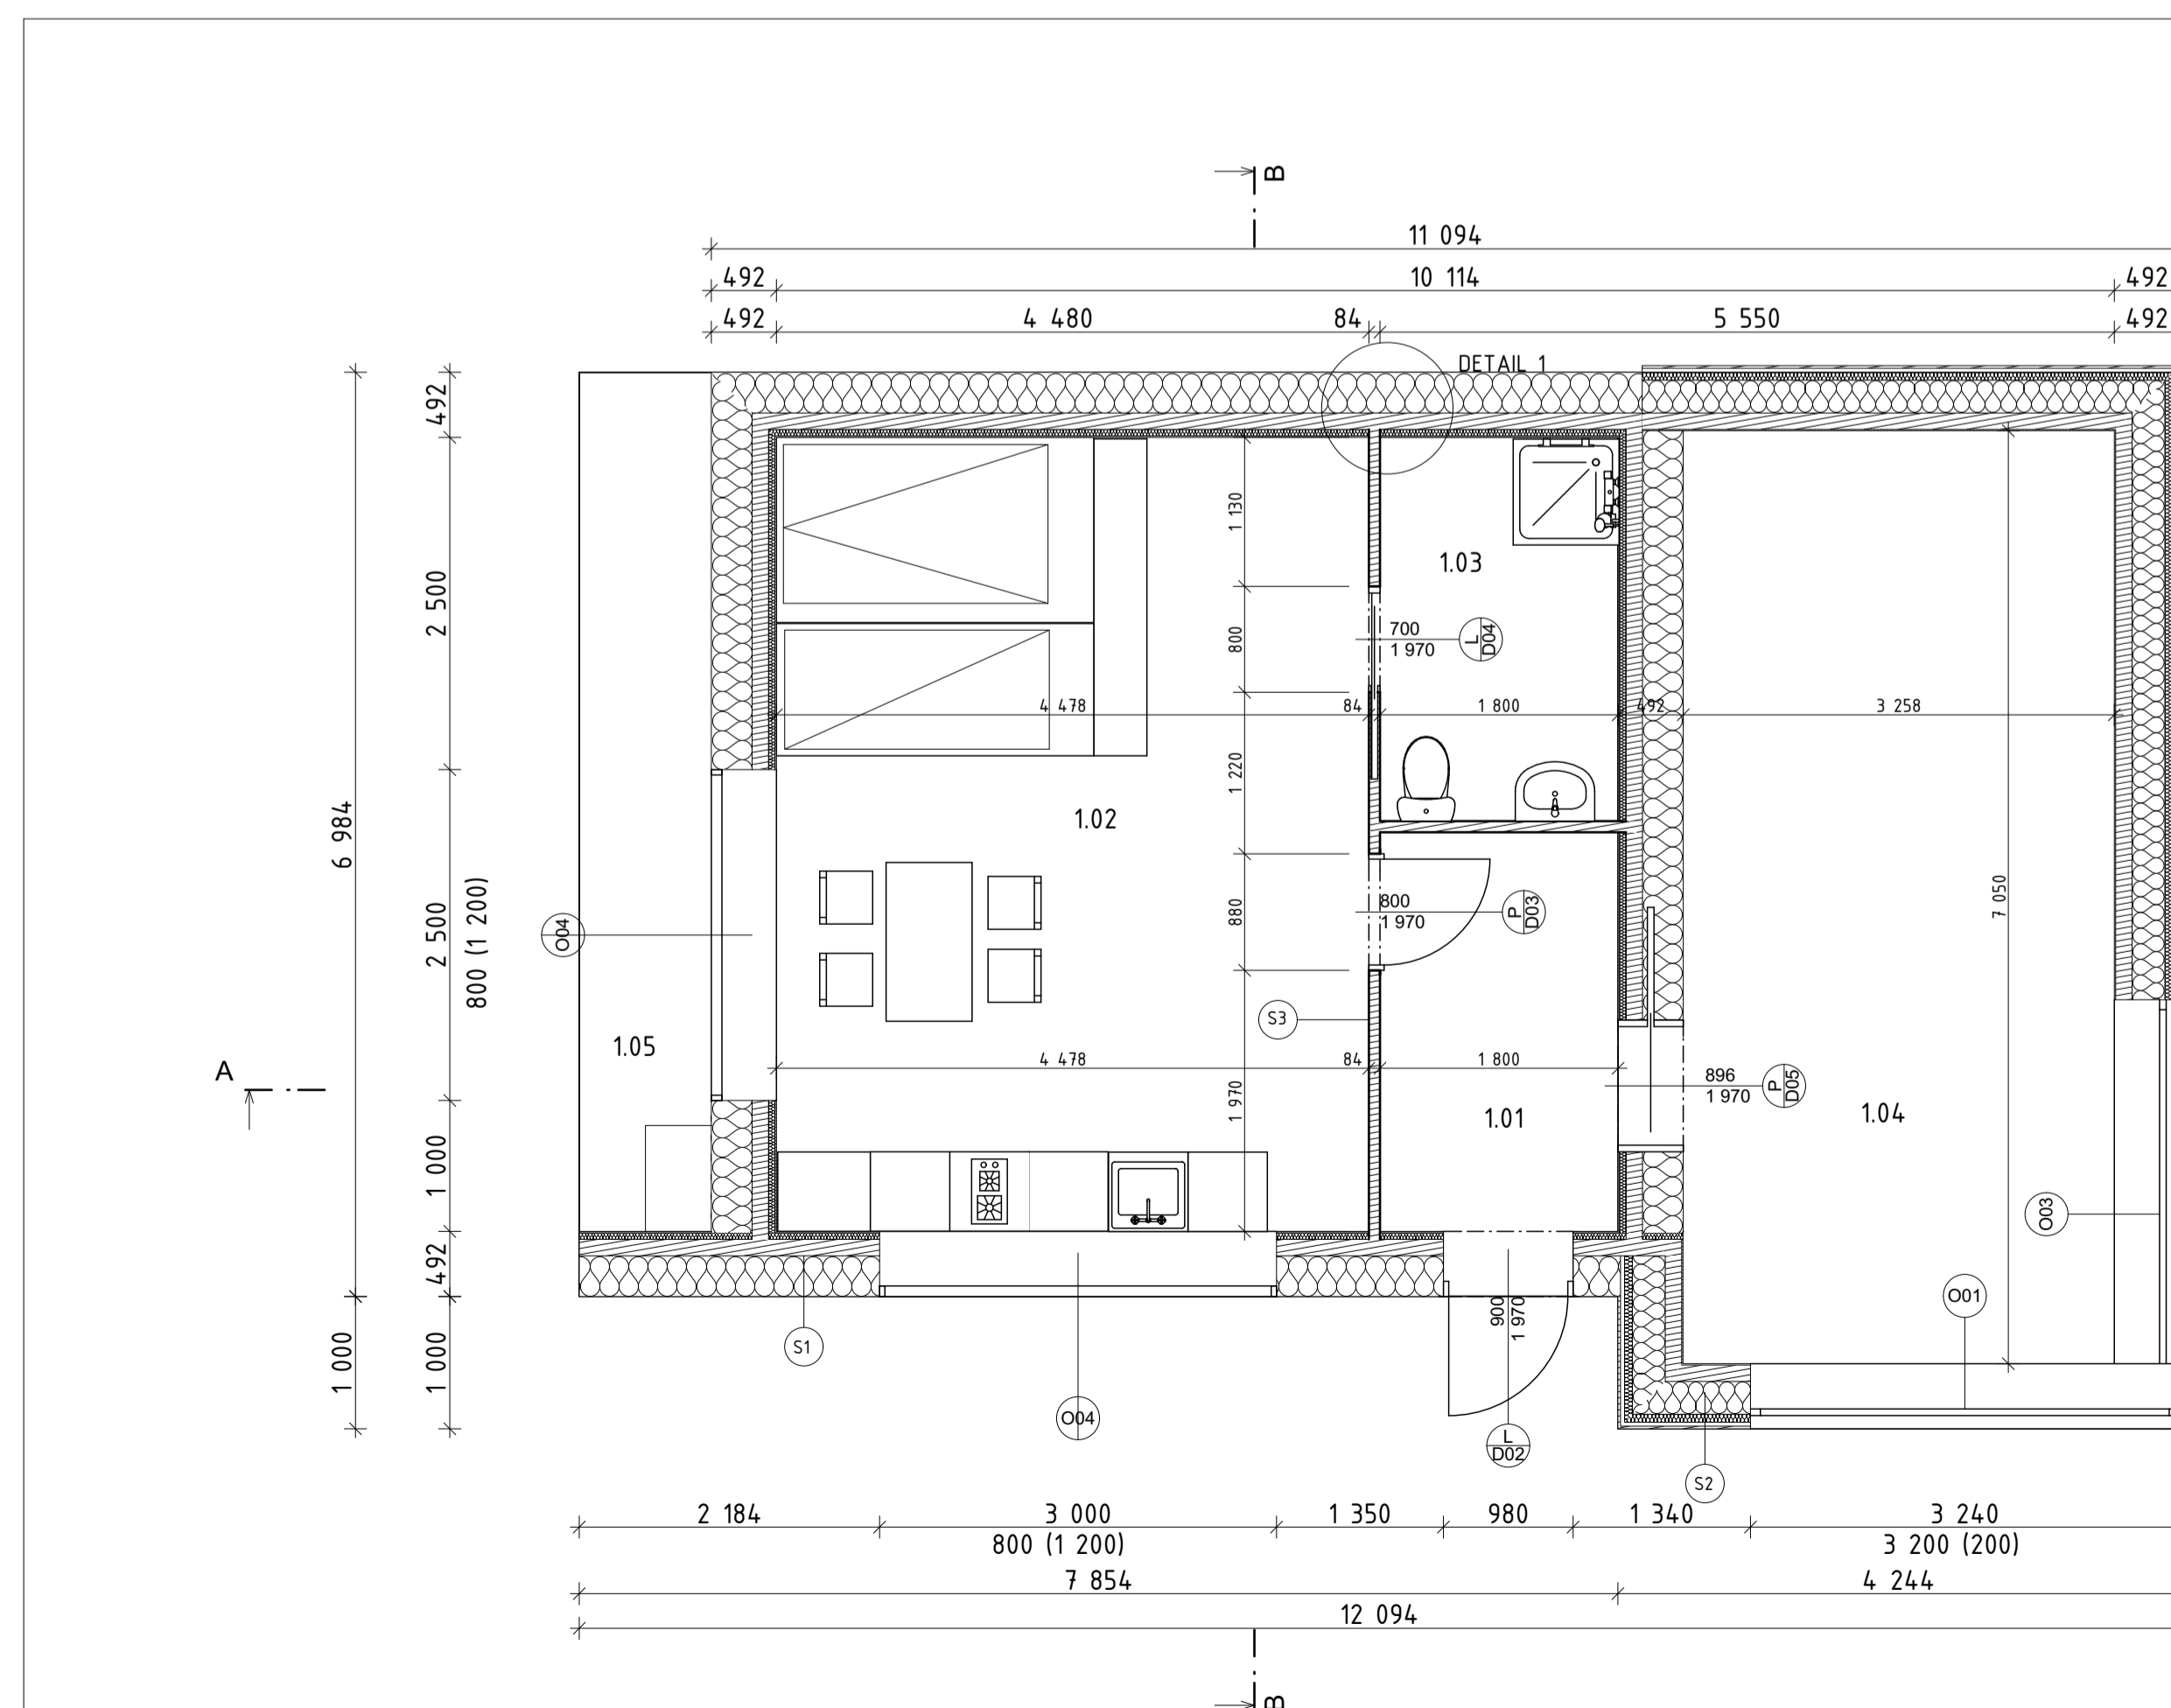 B
11 094
492
10 114
492
492
4 480
84
5 550
492
DETAIL 1
492
2 500
6 984
2 500
800 (1 200)
1 000
492
1 000
1 000
1 130
800
1 220
880
1 970
1.03
700
1 970
L
D04
4 478
84
1 800
492
3 258
1.02
7 050
O04
800
1 970
P
D03
S3
1.05
4 478
84
1 800
A
896
1 970
P
D05
1.01
1.04
O03
O01
900
1 970
S1
O04
L
D02
S2
2 184
3 000
1 350
980
1 340
3 240
800 (1 200)
3 200 (200)
7 854
4 244
12 094
B